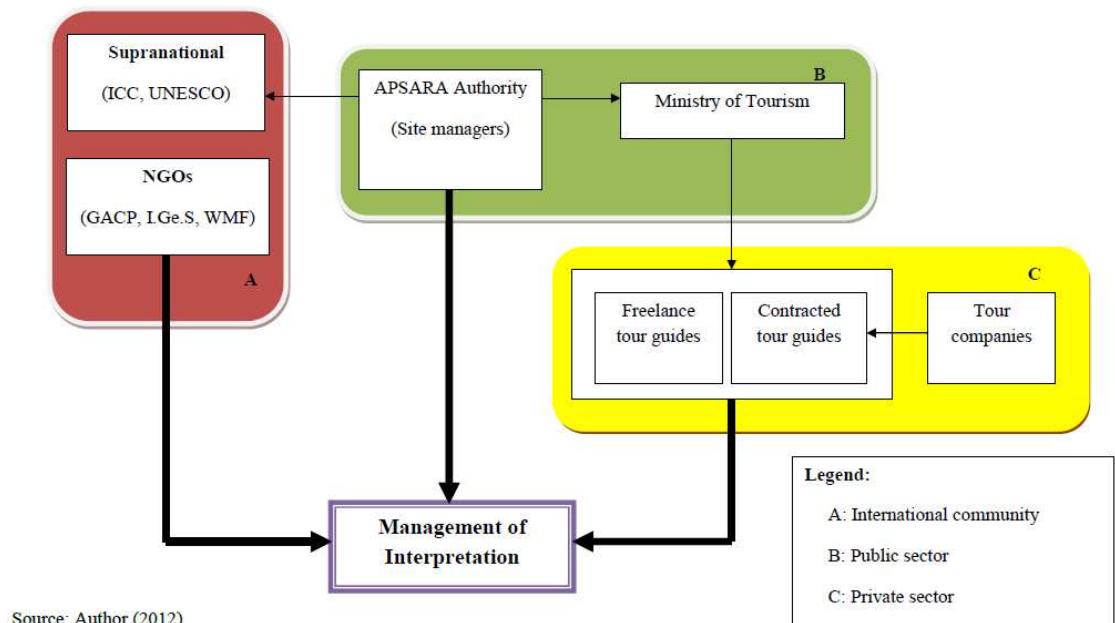 Supranational
(ICC, UNESCO)
NGOs
(GACP, I.Ge.S, WMF)
A
APSARA Authority
(Site managers)
B
Ministry of Tourism
C
Freelance
tour guides
Contracted
tour guides
Tour
companies
Management of
Interpretation
Legend:
A: International community
B: Public sector
C: Private sector
Source: Author (2012)